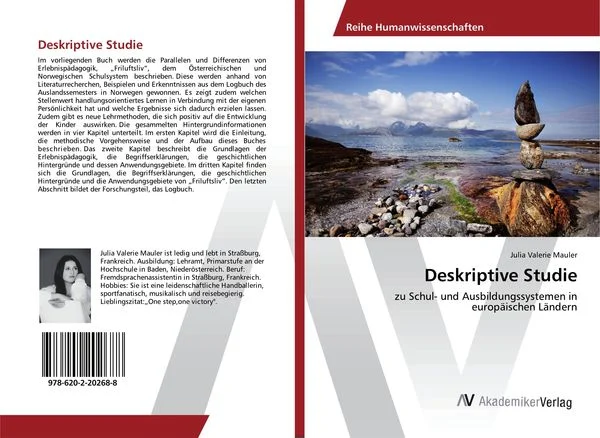 Deskriptive Studie
Im vorliegenden Buch werden die Parallelen und Differenzen von
Erlebnispädagogik, „Friluftsliv“, dem Österreichischen und
Norwegischen Schulsystem beschrieben. Diese werden anhand von
Literaturrecherchen, Beispielen und Erkenntnissen aus dem Logbuch des
Auslandssemesters in Norwegen gewonnen. Es zeigt zudem welchen
Stellenwert handlungsorientiertes Lernen in Verbindung mit der eigenen
Persönlichkeit hat und welche Ergebnisse sich dadurch erzielen lassen.
Zudem gibt es neue Lehrmethoden, die sich positiv auf die Entwicklung
der Kinder auswirken. Die gesammelten Hintergrundinformationen
werden in vier Kapitel unterteilt. Im ersten Kapitel wird die Einleitung,
die methodische Vorgehensweise und der Aufbau dieses Buches
beschrieben. Das zweite Kapitel beschreibt die Grundlagen der
Erlebnispädagogik, die Begriffserklärungen, die geschichtlichen
Hintergründe und dessen Anwendungsgebiete. Im dritten Kapitel finden
sich die Grundlagen, die Begriffserklärungen, die geschichtlichen
Hintergründe und die Anwendungsgebiete von „Friluftsliv“. Den letzten
Abschnitt bildet der Forschungsteil, das Logbuch.
Julia Valerie Mauler ist ledig und lebt in Straßburg,
Frankreich. Ausbildung: Lehramt, Primarstufe an der
Hochschule in Baden, Niederösterreich. Beruf:
Fremdsprachenassistentin in Straßburg, Frankreich.
Hobbies: Sie ist eine leidenschaftliche Handballerin,
sportfanatisch, musikalisch und reisebegierig.
Lieblingszitat:„One step,one victory“.
978-620-2-20268-8
Reihe Humanwissenschaften
Julia Valerie Mauler
Deskriptive Studie
zu Schul- und Ausbildungssystemen in
europäischen Ländern
AV AkademikerVerlag